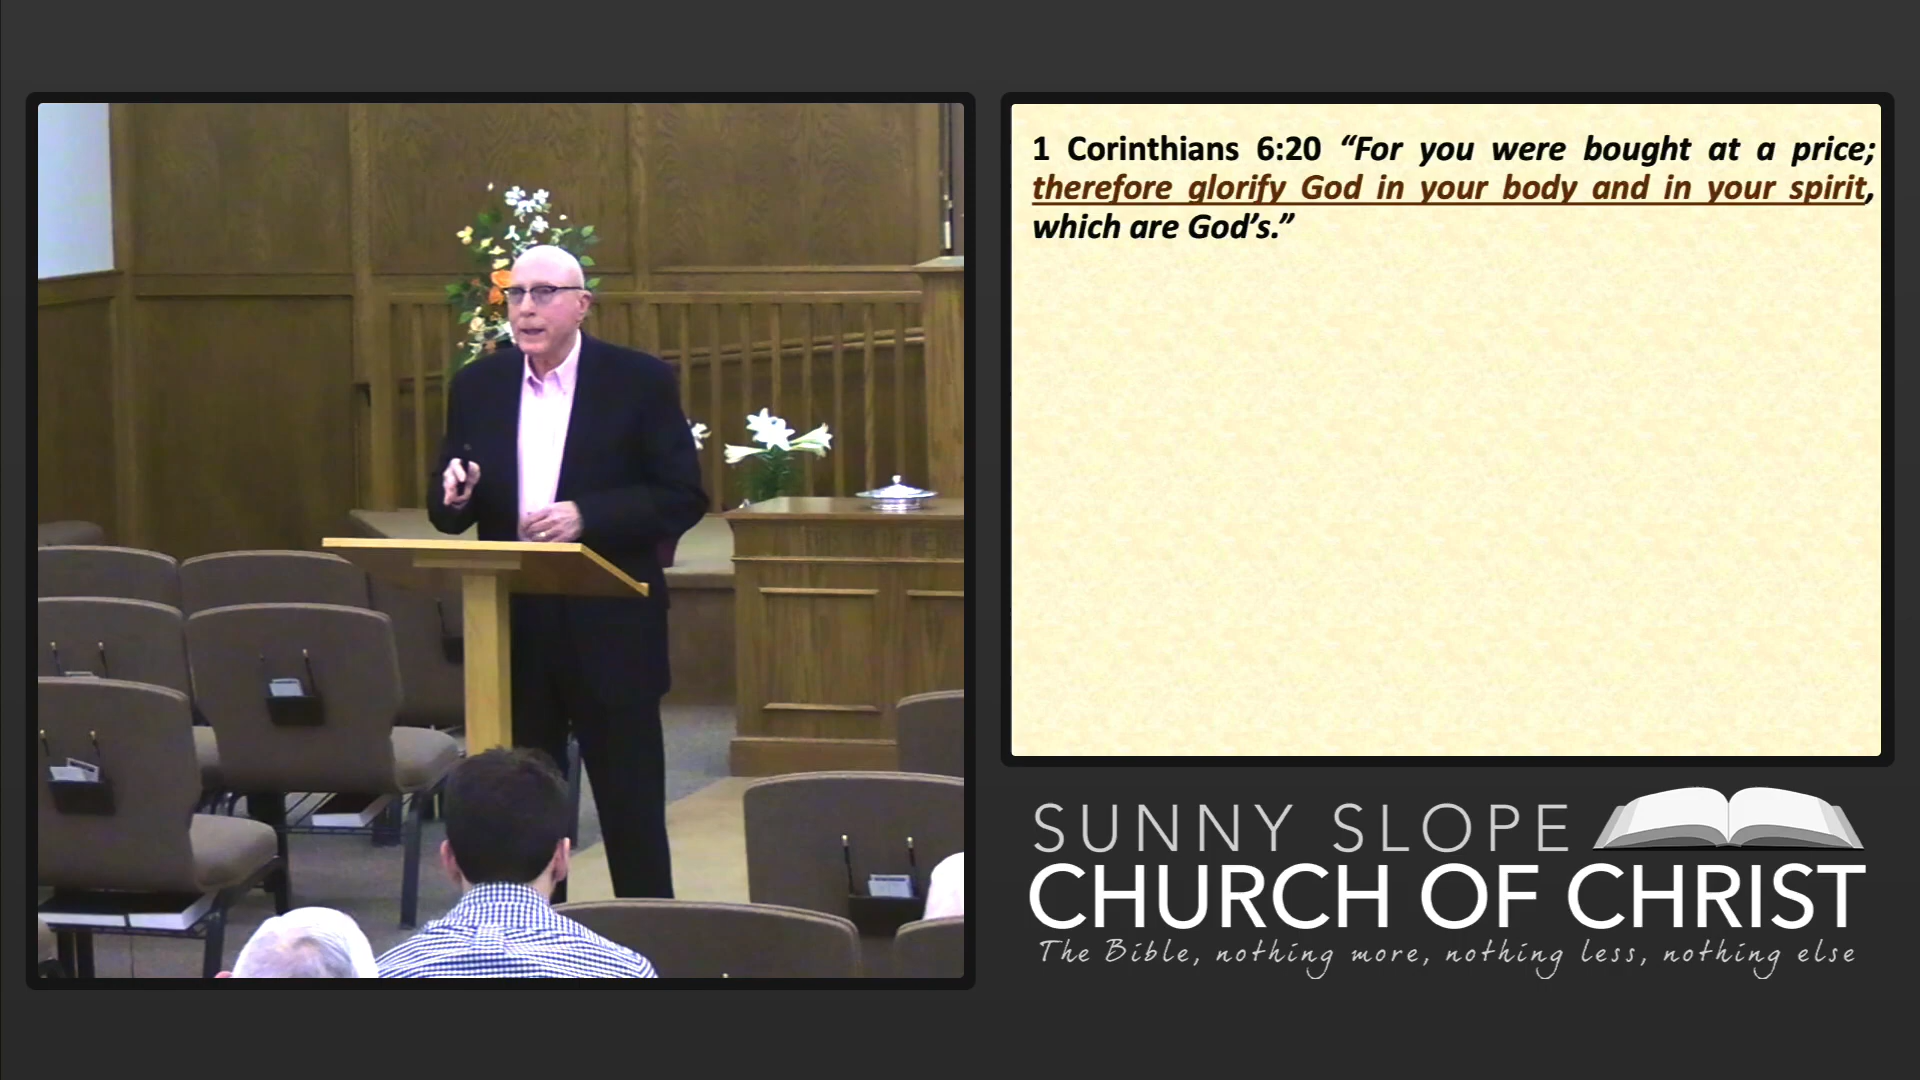 1 Corinthians 6:20 “For you were bought at a price;
therefore glorify God in your body and in your spirit,
which are God’s.”
SUNNY SLOPE
CHURCH OF CHRIST
The Bible, nothing more, nothing less, nothing else